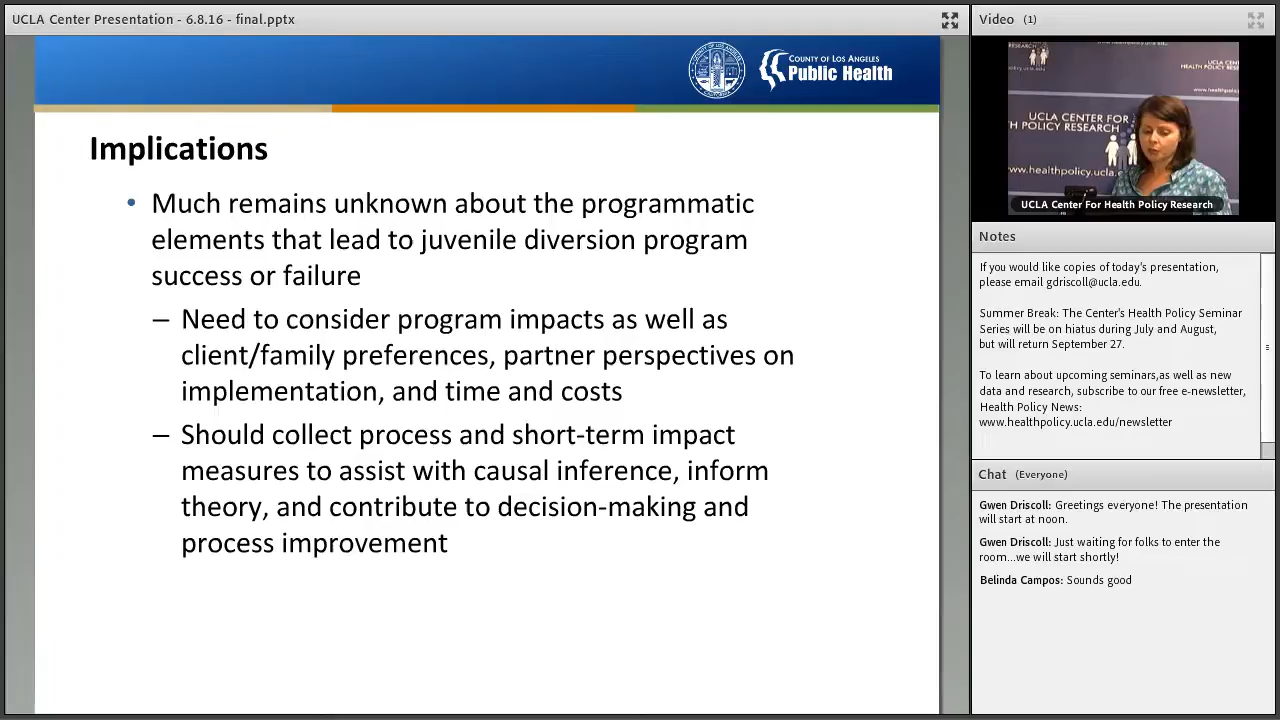 UCLA Center Presentation - 6.8.16 - final.pptx
COUNTY OF LOS ANGELES
Public Health
Implications
• Much remains unknown about the programmatic
elements that lead to juvenile diversion program
success or failure
– Need to consider program impacts as well as
client/family preferences, partner perspectives on
implementation, and time and costs
– Should collect process and short-term impact
measures to assist with causal inference, inform
theory, and contribute to decision-making and
process improvement
Video (1)
RESEARCH
UCLA CENTER FOR
H POLICY RESEARCH
www.healthpolicy.ucla.e
UCLA Center For Health Policy Research
Notes
If you would like copies of today's presentation,
please email gdriscoll@ucla.edu.
Summer Break: The Center's Health Policy Seminar
Series will be on hiatus during July and August,
but will return September 27.
To learn about upcoming seminars,as well as new
data and research, subscribe to our free e-newsletter,
Health Policy News:
www.healthpolicy.ucla.edu/newsletter
Chat (Everyone)
Gwen Driscoll: Greetings everyone! The presentation
will start at noon.
Gwen Driscoll: Just waiting for folks to enter the
room...we will start shortly!
Belinda Campos: Sounds good